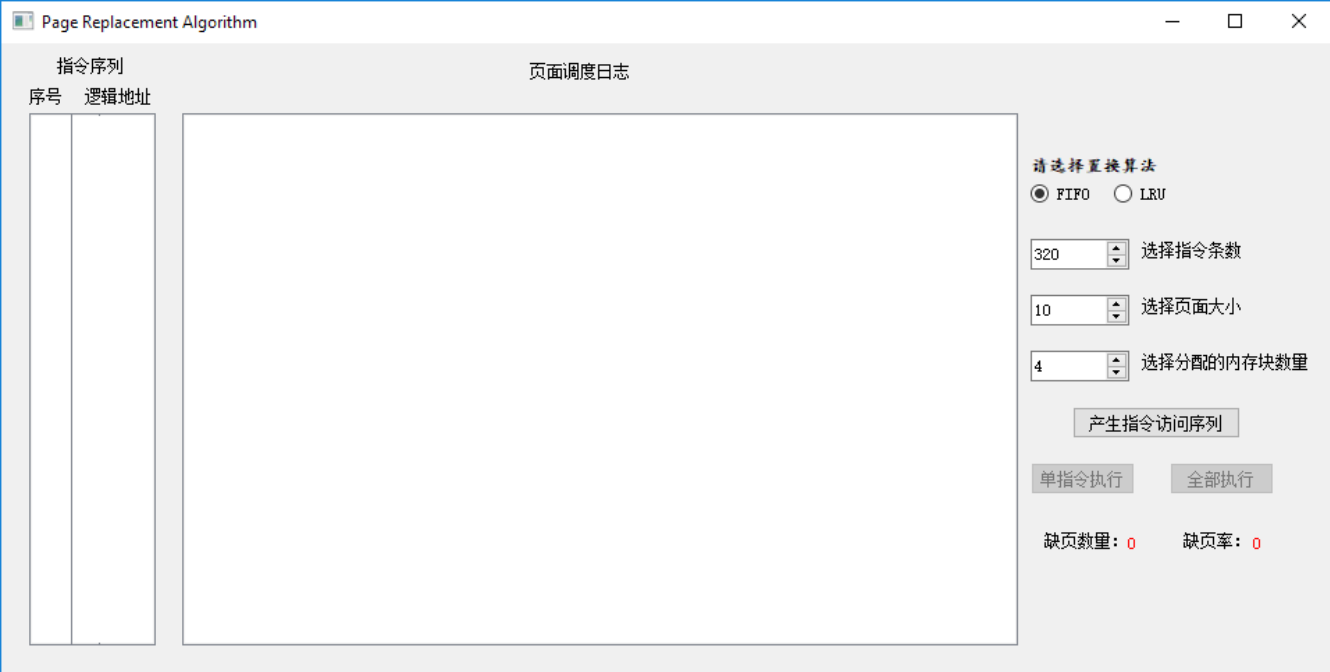 Page Replacement Algorithm
指令序列
页面调度日志
序号 逻辑地址
请选择置换算法
FIFO LRU
320 选择指令条数
10 选择页面大小
4 选择分配的内存块数量
产生指令访问序列
单指令执行 全部执行
缺页数量：0 缺页率：0